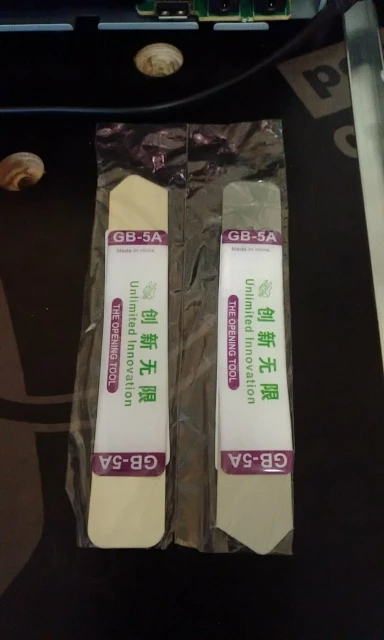 GB-5A
Made in china
创新无限
Unlimited Innovation
THE OPENING TOOL
GB-5A
GB-5A
Made in china
创新无限
Unlimited Innovation
THE OPENING TOOL
GB-5A